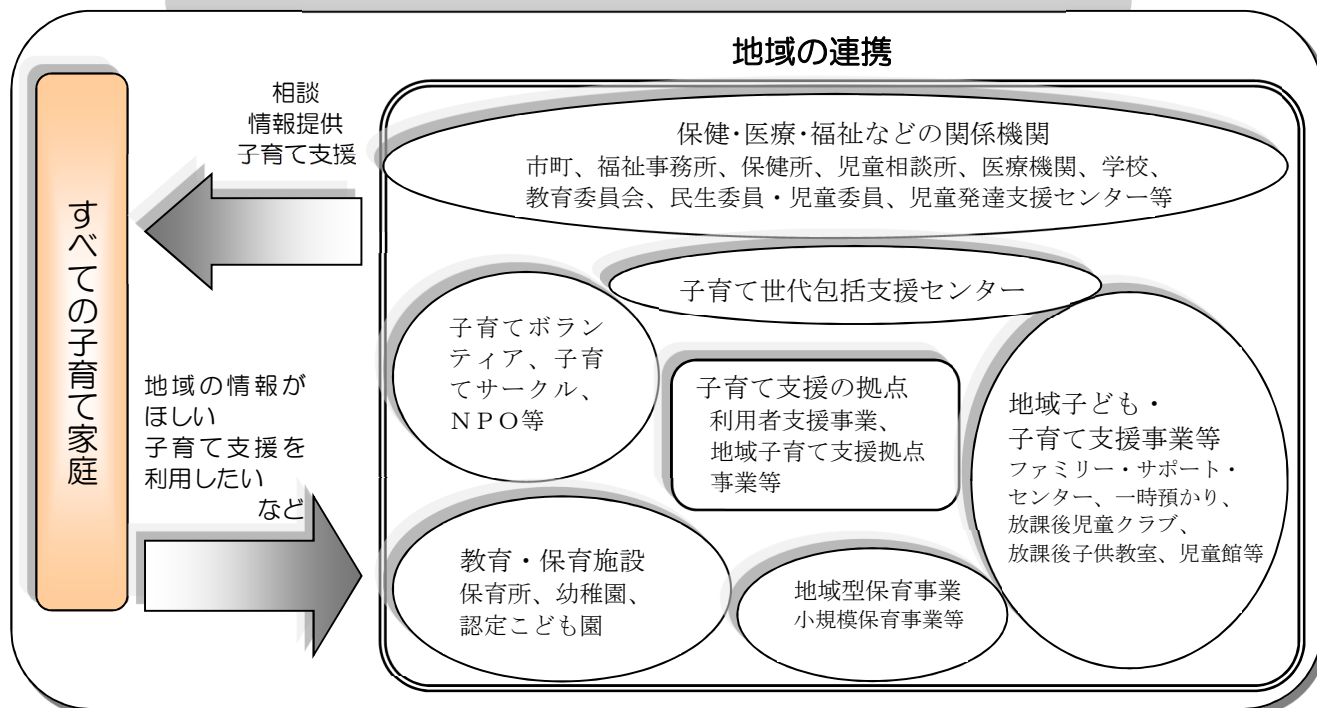 地域の連携
すべての子育て家庭
相談
情報提供
子育て支援
地域の情報が
ほしい
子育て支援を
利用したい
など
保健・医療・福祉などの関係機関
市町、福祉事務所、保健所、児童相談所、医療機関、学校、
教育委員会、民生委員・児童委員、児童発達支援センター等
子育て世代包括支援センター
子育てボラン
ティア、子育
てサークル、
ＮＰＯ等
子育て支援の拠点
利用者支援事業、
地域子育て支援拠点
事業等
地域子ども・
子育て支援事業等
ファミリー・サポート・
センター、一時預かり、
放課後児童クラブ、
放課後子供教室、児童館等
教育・保育施設
保育所、幼稚園、
認定こども園
地域型保育事業
小規模保育事業等